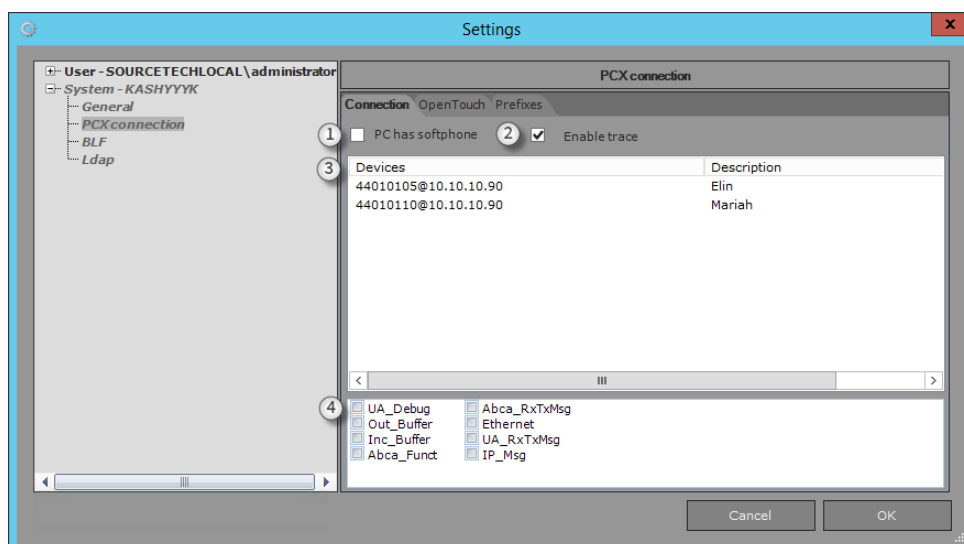 Settings
x
User - SOURCETECHLOCAL\administrator
System - KASHYYYK
General
PCX connection
BLF
Ldap
PCX connection
Connection OpenTouch Prefixes
1 PC has softphone 2 Enable trace
3
Devices Description
44010105@10.10.10.90 Elin
44010110@10.10.10.90 Mariah
4
UA_Debug Abca_RxTxMsg
Out_Buffer Ethernet
Inc_Buffer UA_RxTxMsg
Abca_Funct IP_Msg
Cancel OK